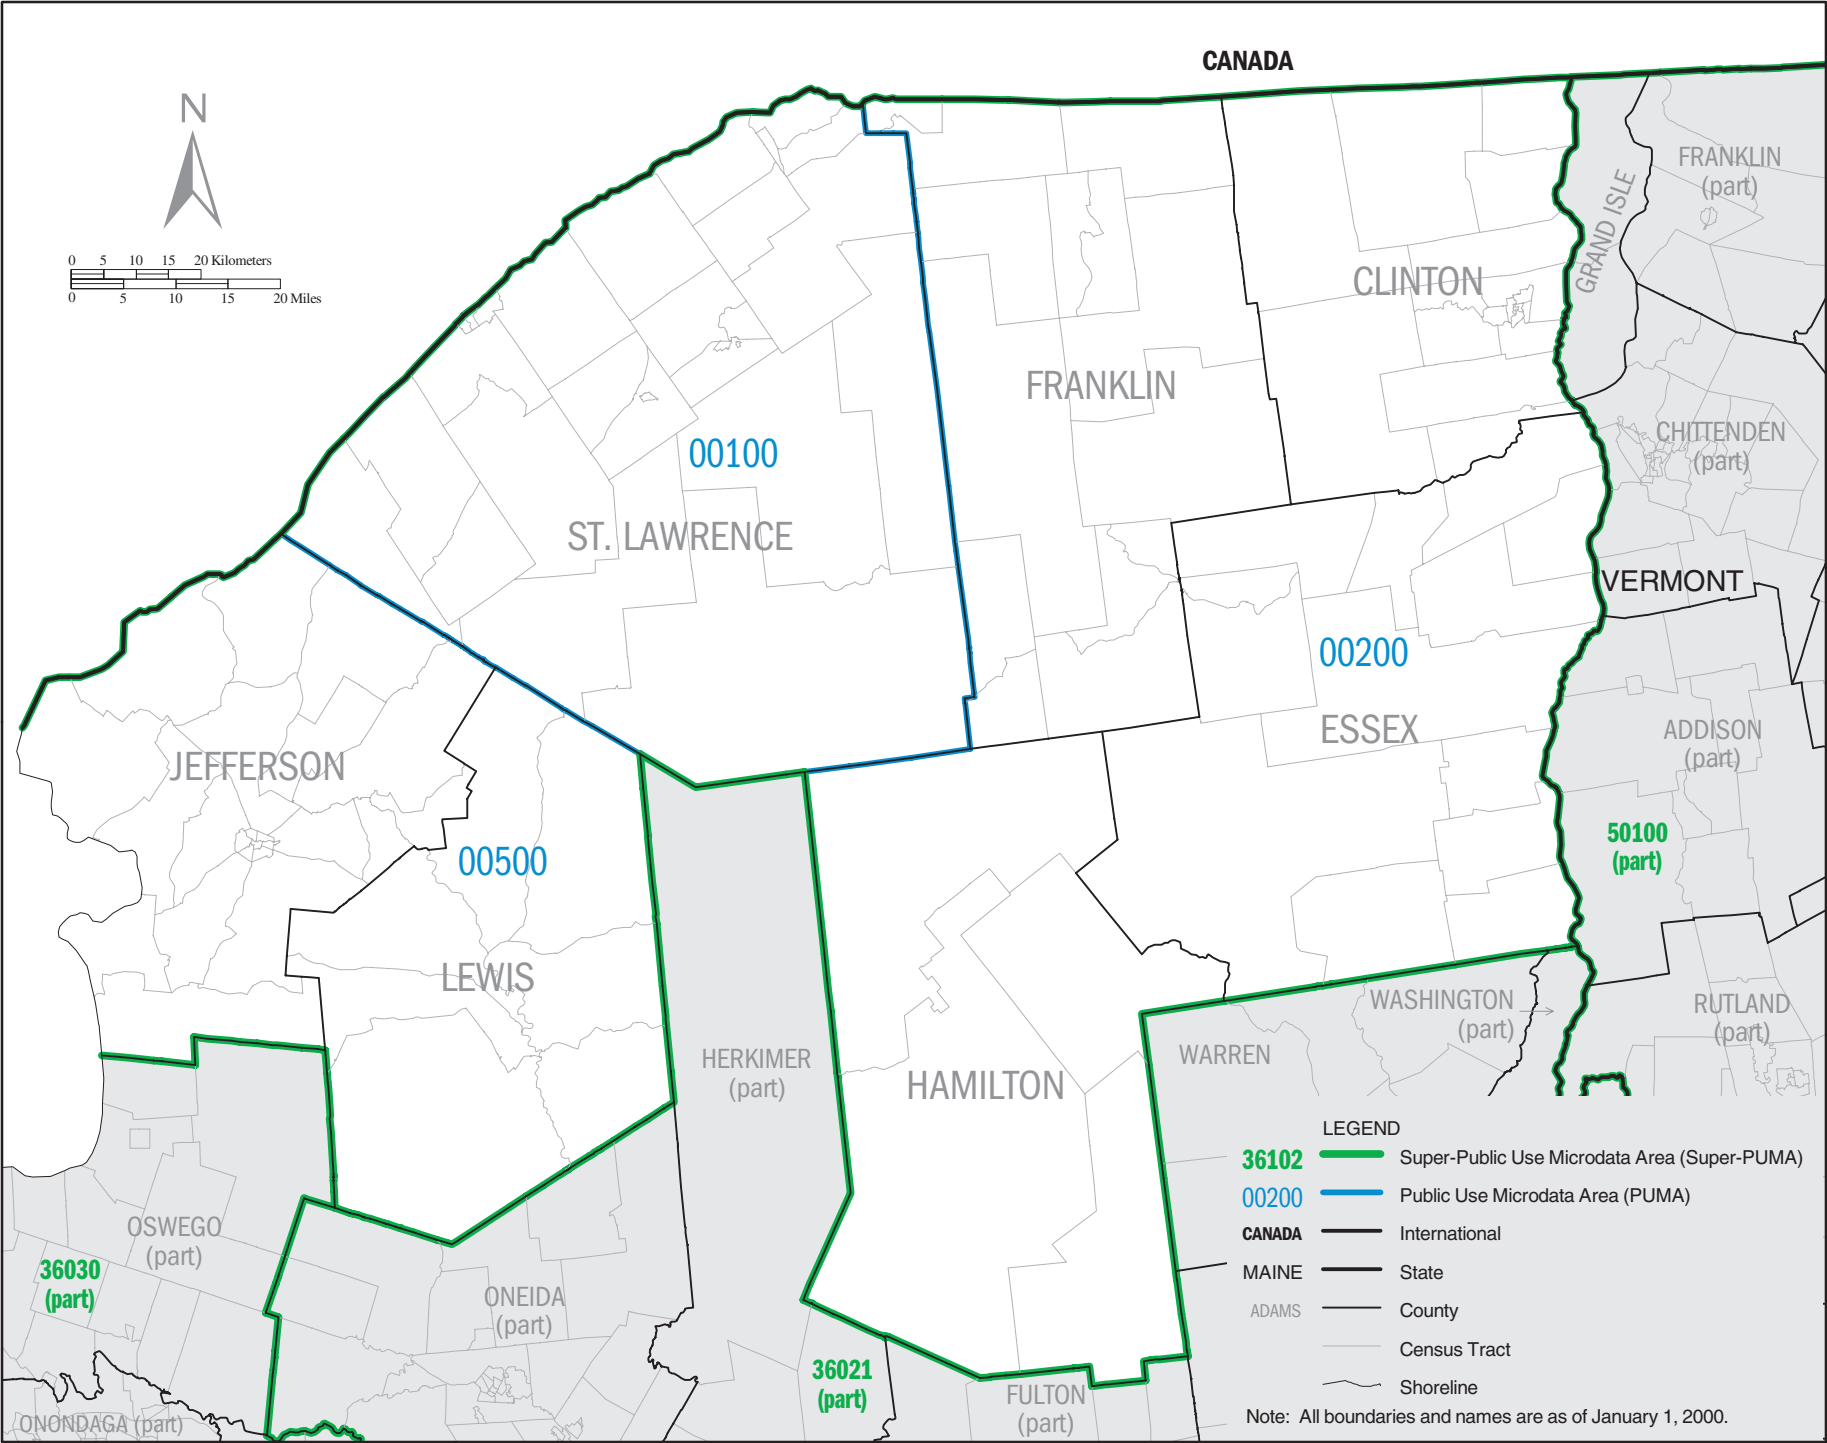 CANADA
N
0 5 10 15 20 Kilometers
0 5 10 15 20 Miles
FRANKLIN
(part)
GRAND ISLE
CLINTON
FRANKLIN
CHITTENDEN
(part)
00100
ST. LAWRENCE
VERMONT
00200
ESSEX
ADDISON
(part)
JEFFERSON
50100
(part)
00500
LEWIS
WASHINGTON
(part)
RUTLAND
(part)
HERKIMER
(part)
HAMILTON
WARREN
OSWEGO
(part)
36030
(part)
ONEIDA
(part)
36021
(part)
FULTON
(part)
ONONDAGA (part)
LEGEND
36102 Super-Public Use Microdata Area (Super-PUMA)
00200 Public Use Microdata Area (PUMA)
CANADA International
MAINE State
ADAMS County
Census Tract
Shoreline
Note: All boundaries and names are as of January 1, 2000.